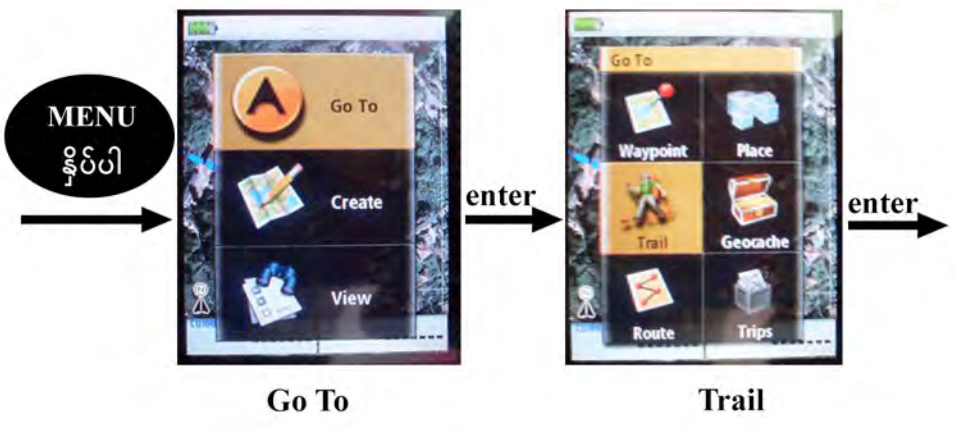 MENU
နှိပ်ပါ
Go To
Create
View
enter
Go To
Waypoint
Place
Trail
Geocache
Route
Trips
enter
Go To
Trail